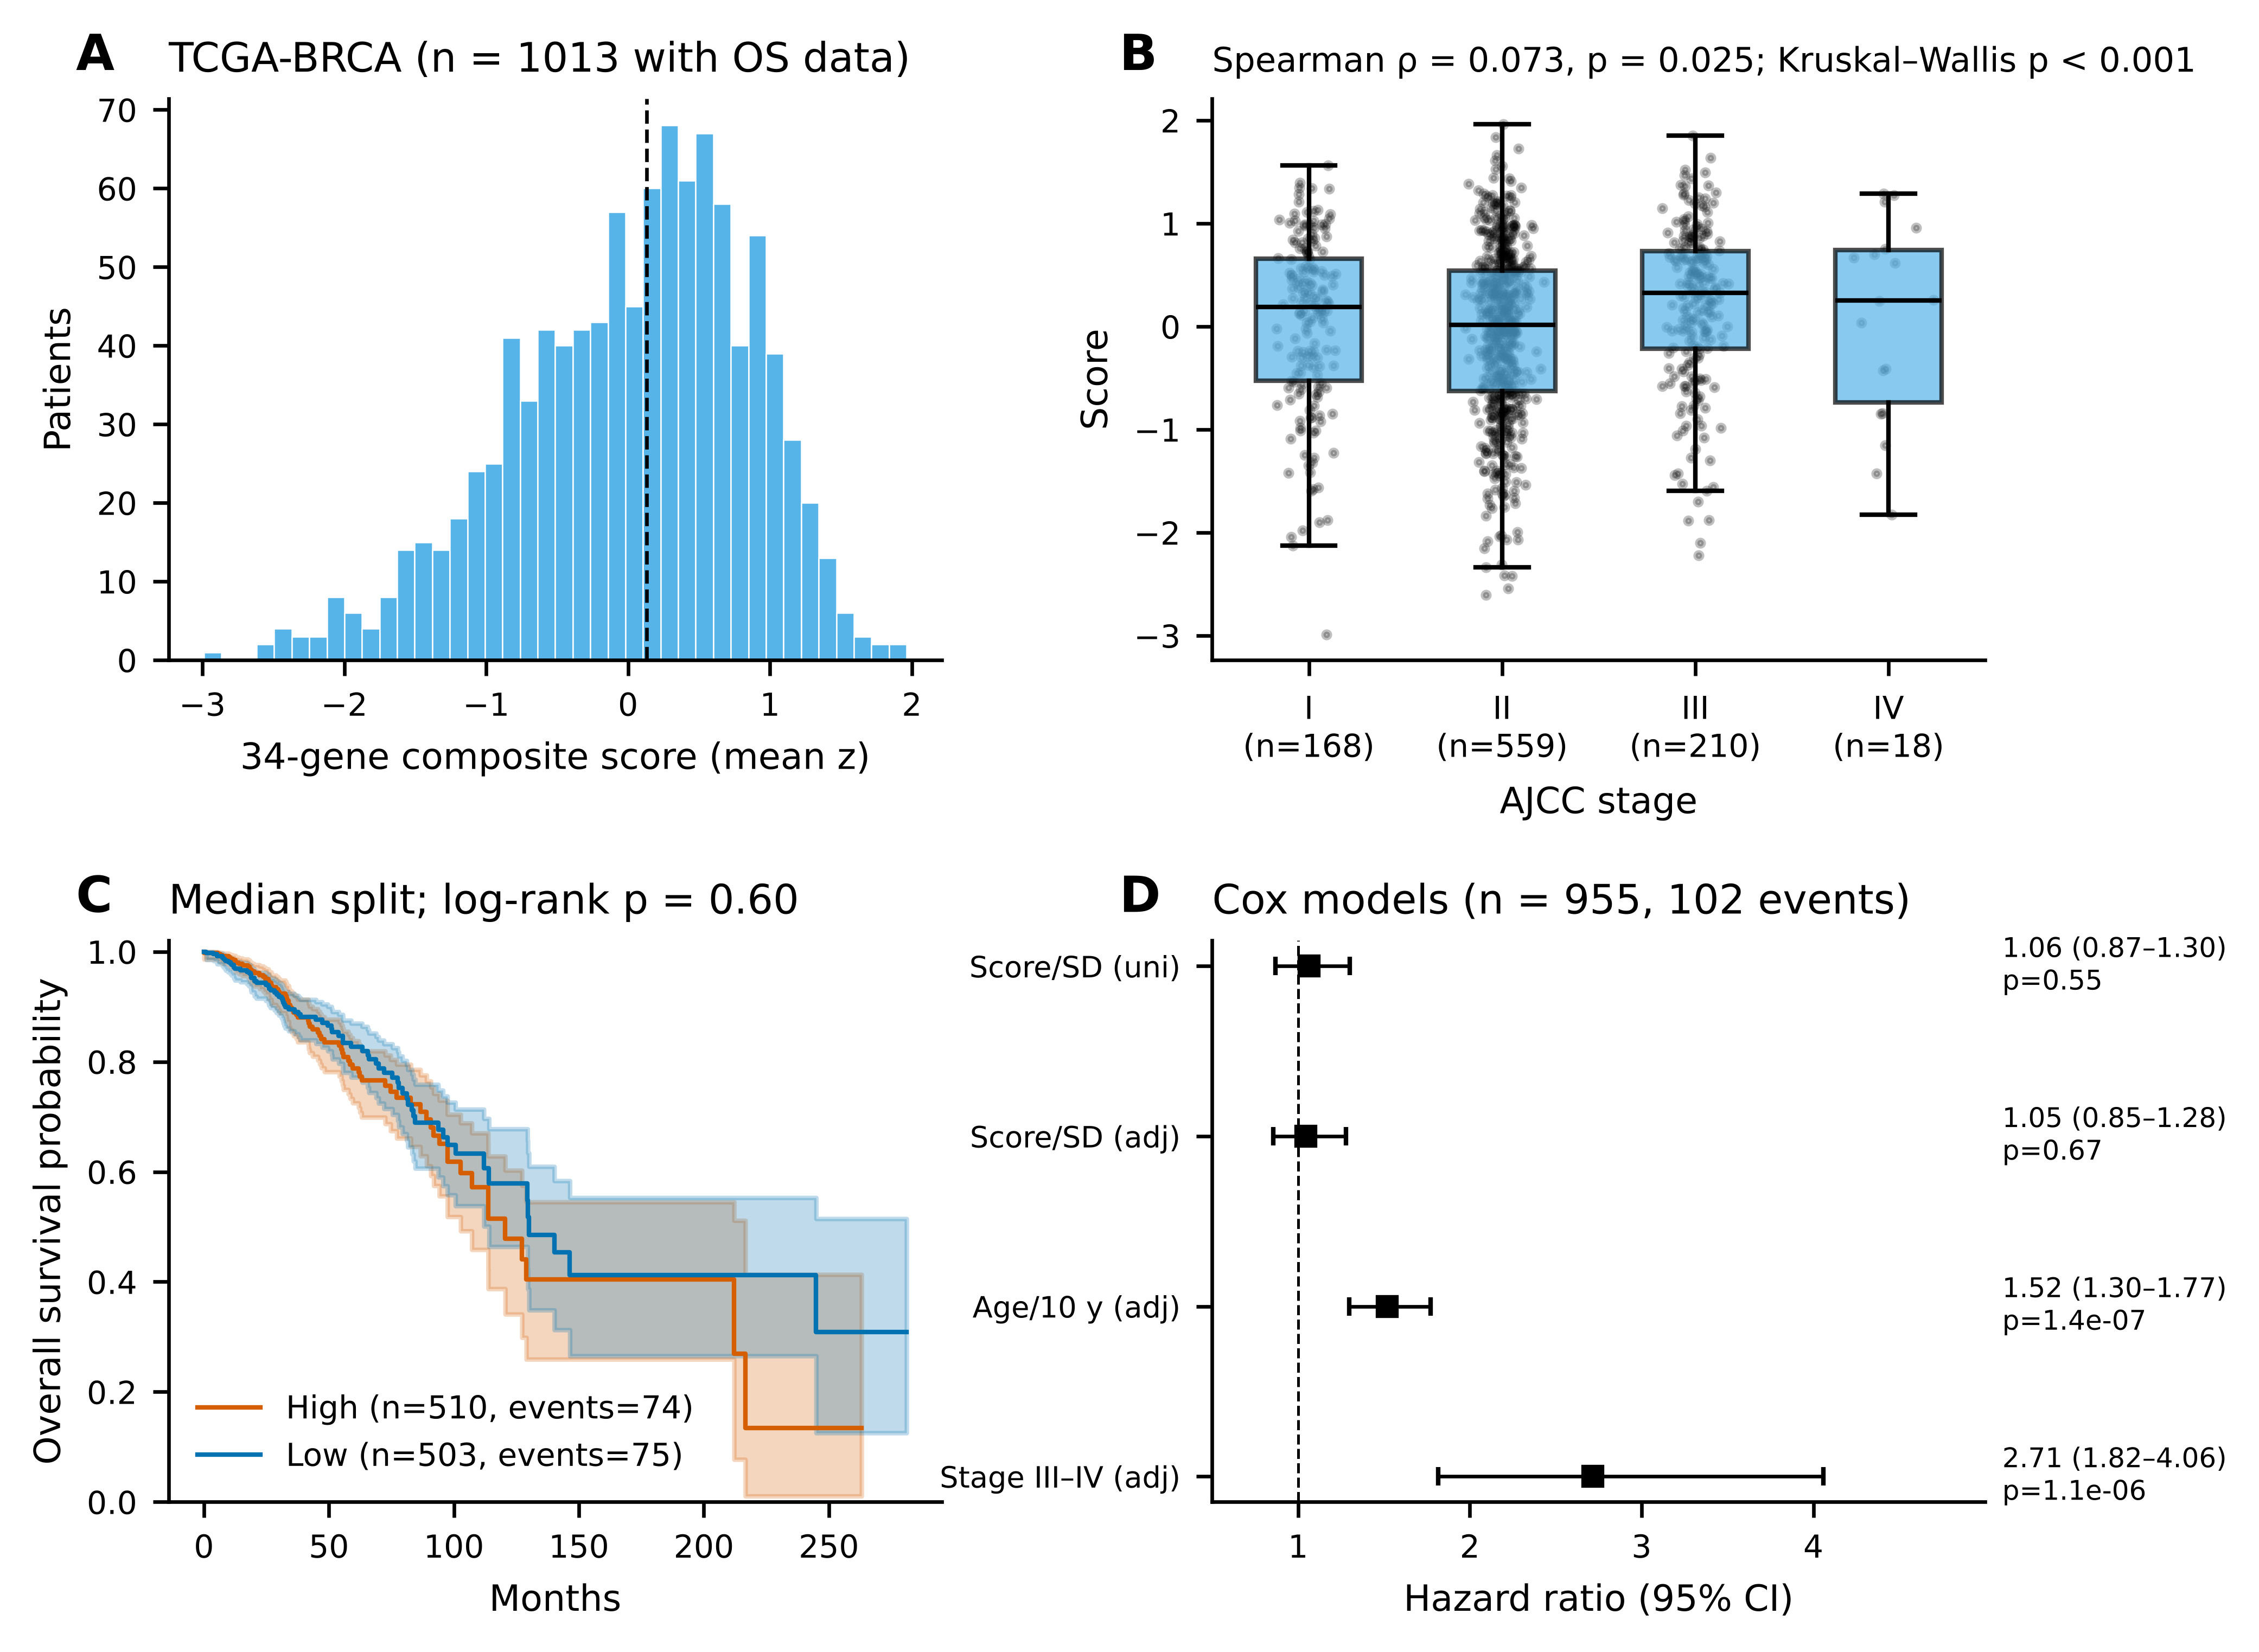 A
TCGA-BRCA (n = 1013 with OS data)
70
60
50
40
30
20
10
0
Patients
−3
−2
−1
0
1
2
34-gene composite score (mean z)
B
Spearman ρ = 0.073, p = 0.025; Kruskal–Wallis p < 0.001
2
1
0
−1
−2
−3
Score
I
(n=168)
II
(n=559)
III
(n=210)
IV
(n=18)
AJCC stage
C
Median split; log-rank p = 0.60
1.0
0.8
0.6
0.4
0.2
0.0
Overall survival probability
High (n=510, events=74)
Low (n=503, events=75)
0
50
100
150
200
250
Months
D
Cox models (n = 955, 102 events)
Score/SD (uni)
1.06 (0.87–1.30)
p=0.55
Score/SD (adj)
1.05 (0.85–1.28)
p=0.67
Age/10 y (adj)
1.52 (1.30–1.77)
p=1.4e-07
Stage III–IV (adj)
2.71 (1.82–4.06)
p=1.1e-06
1
2
3
4
Hazard ratio (95% CI)